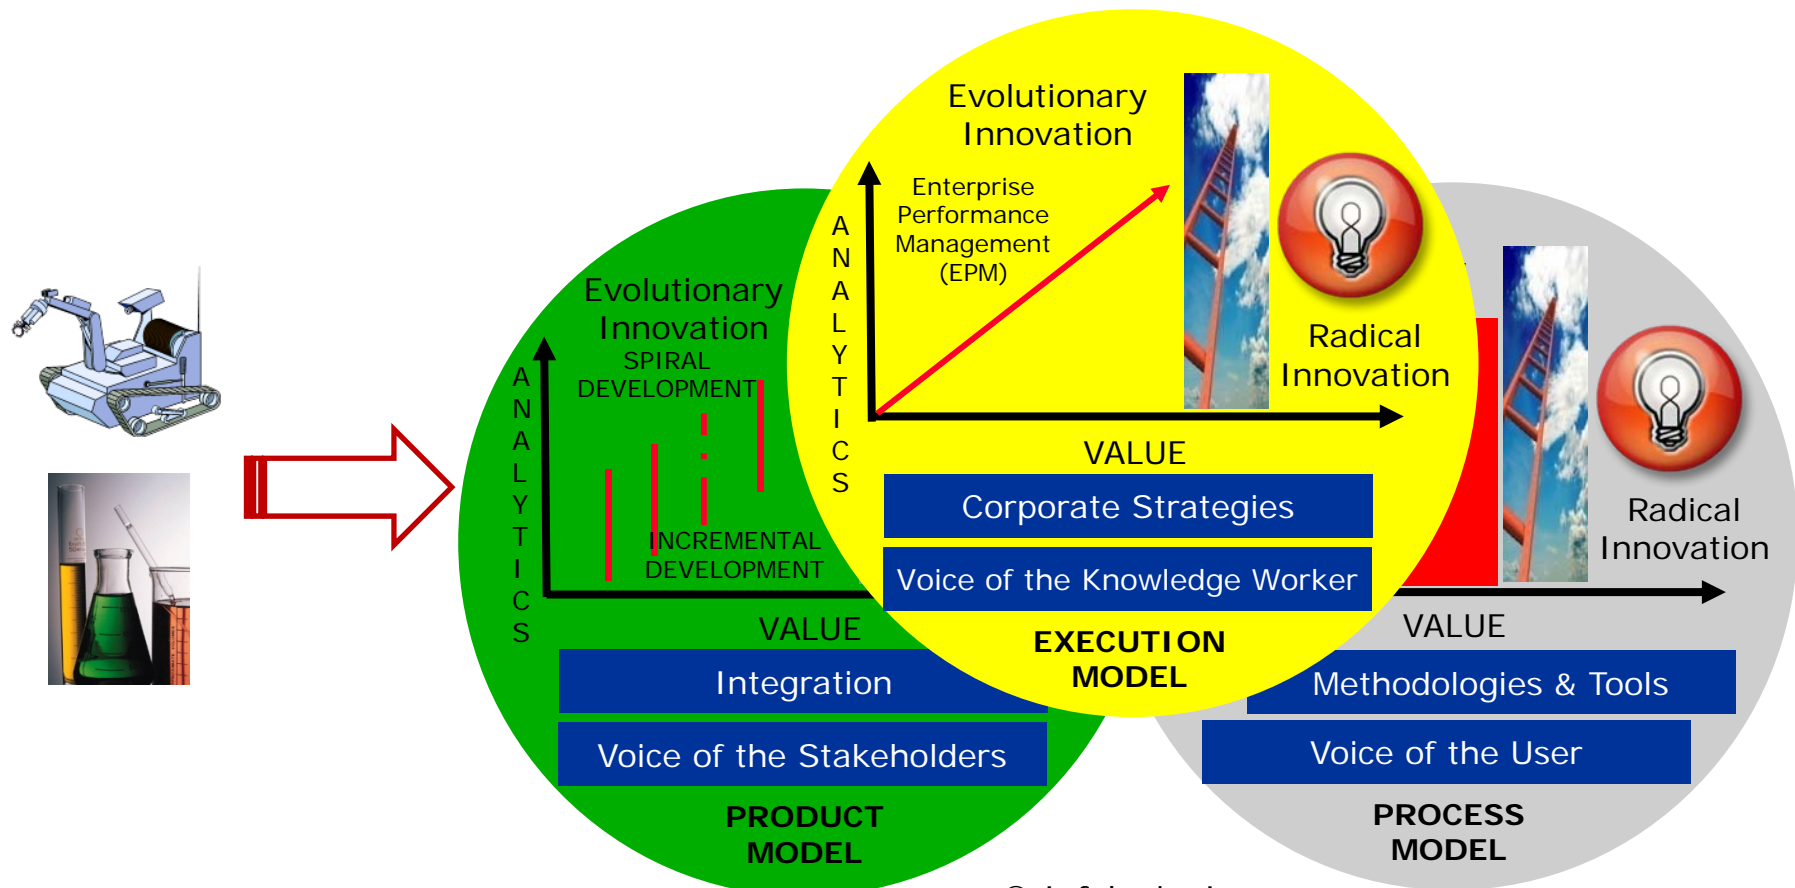 Evolutionary
Innovation
Enterprise
Performance
Management
(EPM)
ANALYTICS
Radical
Innovation
VALUE
Corporate Strategies
Voice of the Knowledge Worker
EXECUTION
MODEL
Evolutionary
Innovation
SPIRAL
DEVELOPMENT
ANALYTICS
INCREMENTAL
DEVELOPMENT
VALUE
Integration
Voice of the Stakeholders
PRODUCT
MODEL
Radical
Innovation
VALUE
Methodologies & Tools
Voice of the User
PROCESS
MODEL